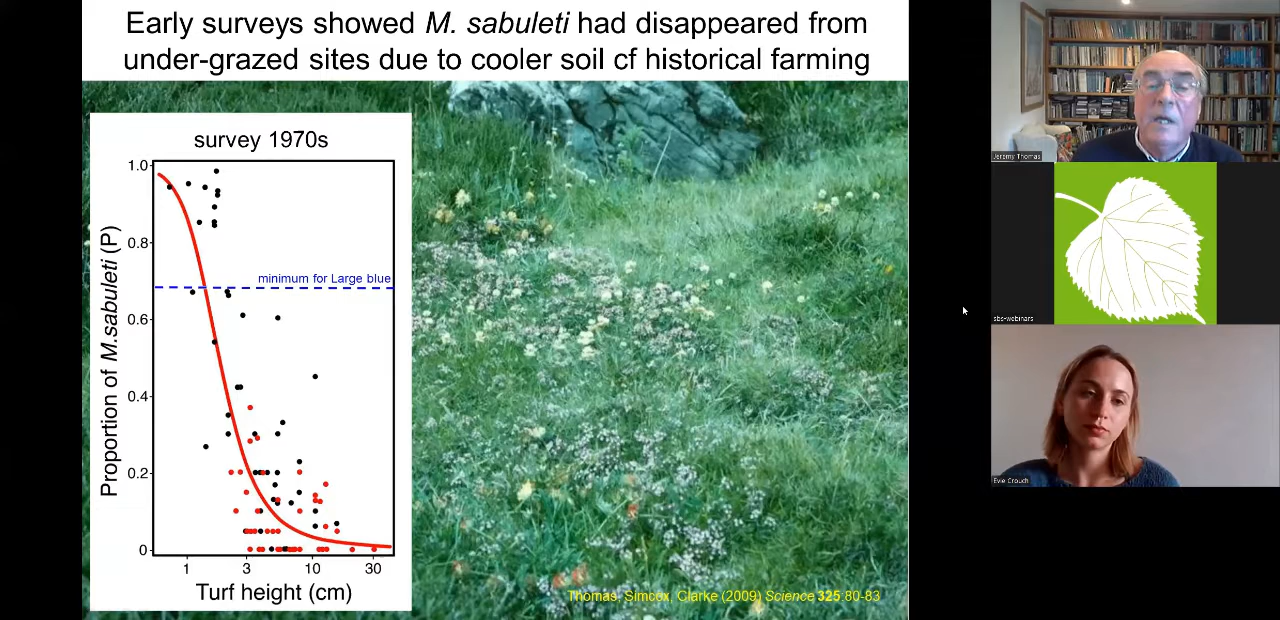 Early surveys showed M. sabuleti had disappeared from
under-grazed sites due to cooler soil cf historical farming
survey 1970s
1.0
0.8
0.6
0.4
0.2
0
Proportion of M.sabuleti (P)
minimum for Large blue
1 3 10 30
Turf height (cm)
Thomas, Simcox, Clarke (2009) Science 325:80-83
Jeremy Thomas
sbs-webinars
Evie Crouch